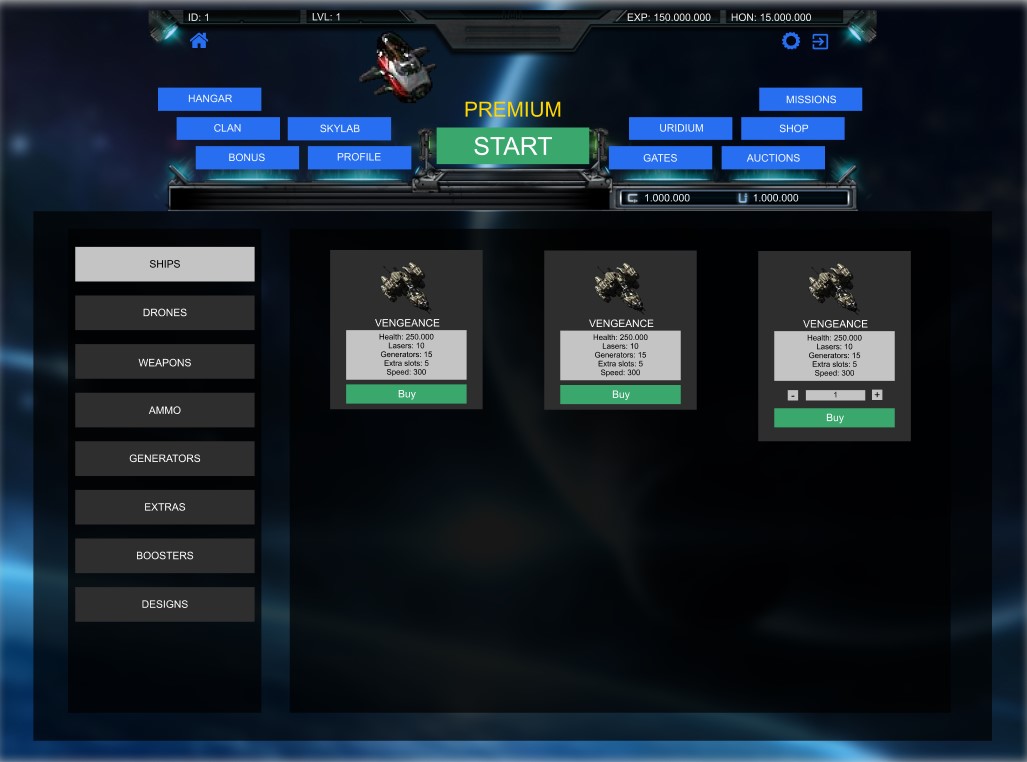 ID: 1
LVL: 1
EXP: 150.000.000
HON: 15.000.000
HANGAR
MISSIONS
PREMIUM
CLAN
SKYLAB
START
URIDIUM
SHOP
BONUS
PROFILE
GATES
AUCTIONS
C 1.000.000
U 1.000.000
SHIPS
DRONES
WEAPONS
AMMO
GENERATORS
EXTRAS
BOOSTERS
DESIGNS
VENGEANCE
Health: 250.000
Lasers: 10
Generators: 15
Extra slots: 5
Speed: 300
Buy
VENGEANCE
Health: 250.000
Lasers: 10
Generators: 15
Extra slots: 5
Speed: 300
Buy
VENGEANCE
Health: 250.000
Lasers: 10
Generators: 15
Extra slots: 5
Speed: 300
- 1 +
Buy